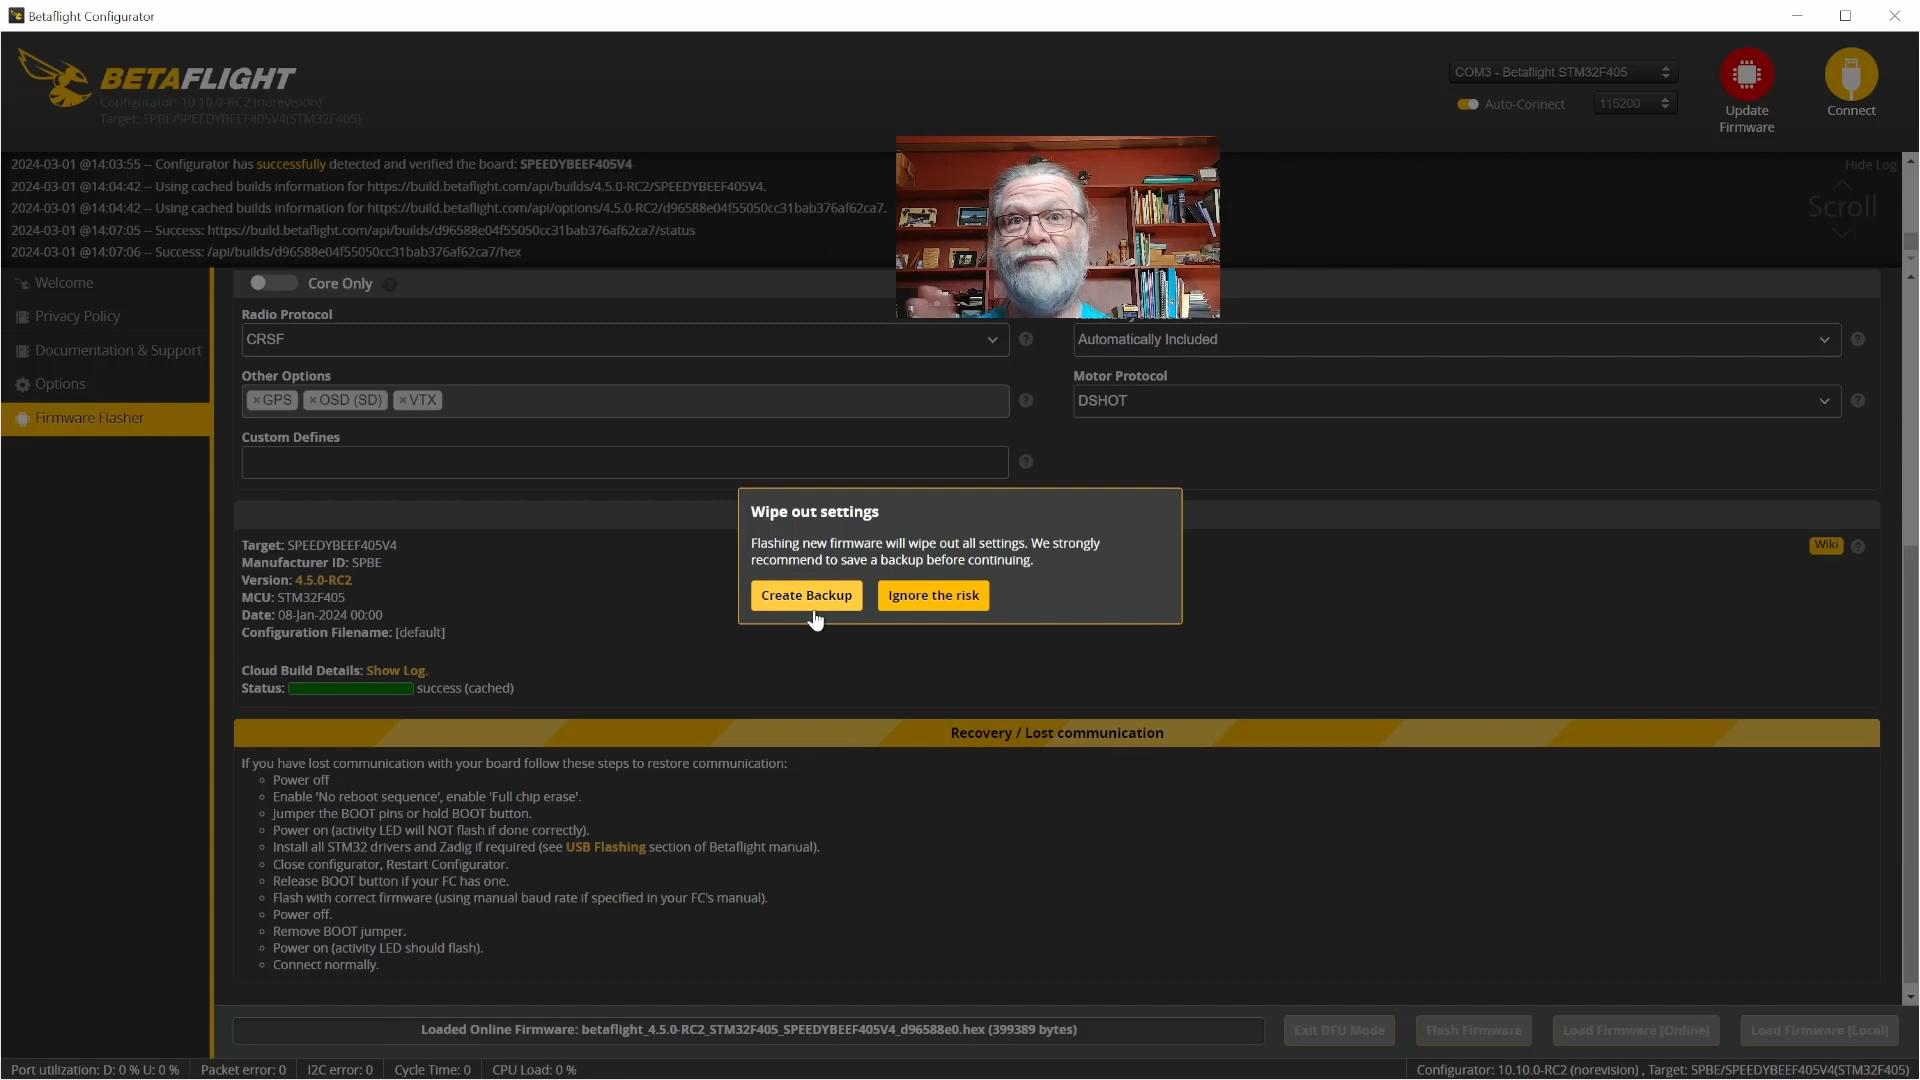 Betaflight Configurator
BETAFLIGHT
Configurator: 10.10.0-RC2 (norevision)
Target: SPBE/SPEEDYBEEF405V4(STM32F405)
COM3 - Betaflight STM32F405
Auto-Connect
115200
Update
Firmware
Connect
2024-03-01 @14:03:55 -- Configurator has successfully detected and verified the board: SPEEDYBEEF405V4
2024-03-01 @14:04:42 -- Using cached builds information for https://build.betaflight.com/api/builds/4.5.0-RC2/SPEEDYBEEF405V4.
2024-03-01 @14:04:42 -- Using cached builds information for https://build.betaflight.com/api/options/4.5.0-RC2/d96588e04f55050cc31bab376af62ca7.
2024-03-01 @14:07:05 -- Success: https://build.betaflight.com/api/builds/d96588e04f55050cc31bab376af62ca7/status
2024-03-01 @14:07:06 -- Success: /api/builds/d96588e04f55050cc31bab376af62ca7/hex
Hide Log
Scroll
Welcome
Privacy Policy
Documentation & Support
Options
Firmware Flasher
Core Only
Radio Protocol
CRSF
Automatically Included
Other Options
×GPS ×OSD (SD) ×VTX
Motor Protocol
DSHOT
Custom Defines
Wipe out settings
Flashing new firmware will wipe out all settings. We strongly
recommend to save a backup before continuing.
Create Backup
Ignore the risk
Target: SPEEDYBEEF405V4
Manufacturer ID: SPBE
Version: 4.5.0-RC2
MCU: STM32F405
Date: 08-Jan-2024 00:00
Configuration Filename: [default]
Wiki
Cloud Build Details: Show Log.
Status: success (cached)
Recovery / Lost communication
If you have lost communication with your board follow these steps to restore communication:
Power off
Enable 'No reboot sequence', enable 'Full chip erase'.
Jumper the BOOT pins or hold BOOT button.
Power on (activity LED will NOT flash if done correctly).
Install all STM32 drivers and Zadig if required (see USB Flashing section of Betaflight manual).
Close configurator, Restart Configurator.
Release BOOT button if your FC has one.
Flash with correct firmware (using manual baud rate if specified in your FC's manual).
Power off.
Remove BOOT jumper.
Power on (activity LED should flash).
Connect normally.
Loaded Online Firmware: betaflight_4.5.0-RC2_STM32F405_SPEEDYBEEF405V4_d96588e0.hex (399389 bytes)
Exit DFU Mode
Flash Firmware
Load Firmware [Online]
Load Firmware [Local]
Port utilization: D: 0 % U: 0 %
Packet error: 0
I2C error: 0
Cycle Time: 0
CPU Load: 0 %
Configurator: 10.10.0-RC2 (norevision) , Target: SPBE/SPEEDYBEEF405V4(STM32F405)